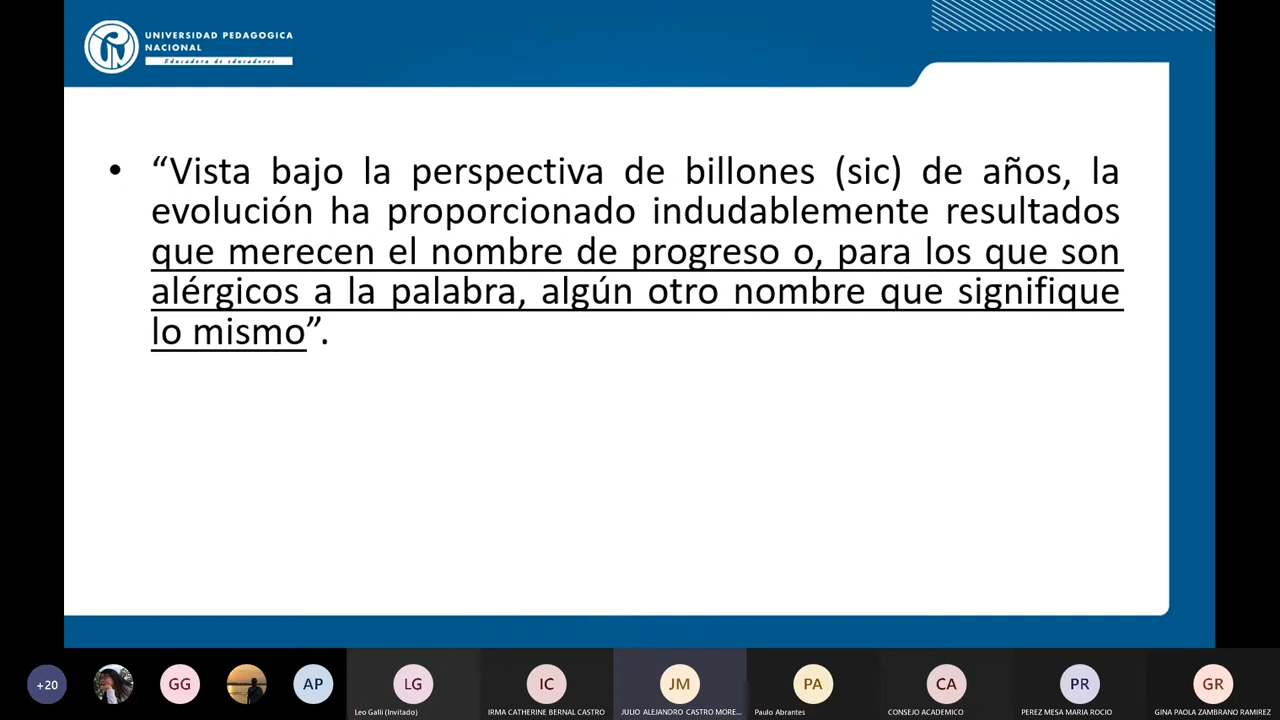 UNIVERSIDAD PEDAGOGICA
NACIONAL
Educadora de educadores
• “Vista bajo la perspectiva de billones (sic) de años, la
evolución ha proporcionado indudablemente resultados
que merecen el nombre de progreso o, para los que son
alérgicos a la palabra, algún otro nombre que signifique
lo mismo”.
+20
GG
AP
LG
IC
JM
PA
CA
PR
GR
Leo Galli (Invitado)
IRMA CATHERINE BERNAL CASTRO
JULIO ALEJANDRO CASTRO MORE...
Paulo Abrantes
CONSEJO ACADEMICO
PEREZ MESA MARIA ROCIO
GINA PAOLA ZAMBRANO RAMIREZ